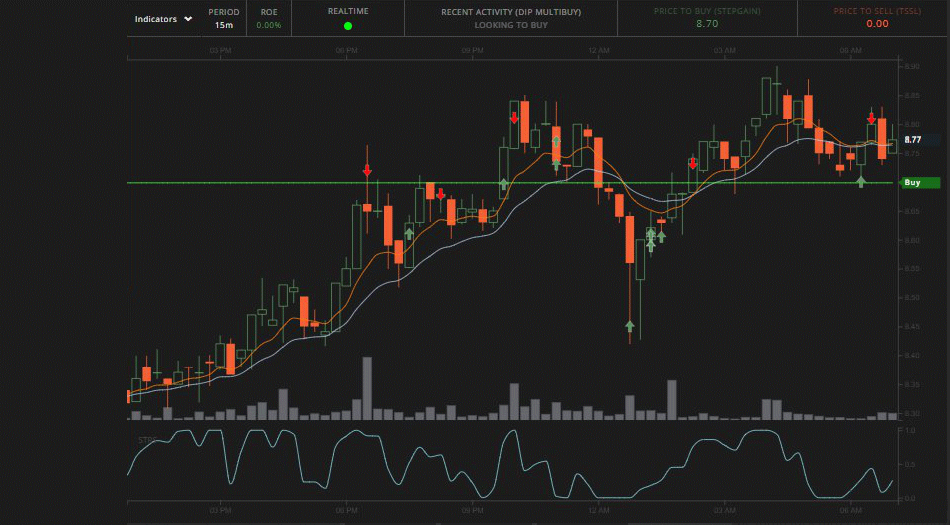 Indicators
PERIOD
15m
ROE
0.00%
REALTIME
RECENT ACTIVITY (DIP MULTIBUY)
LOOKING TO BUY
PRICE TO BUY (STEPGAIN)
8.70
PRICE TO SELL (TSSL)
0.00
03 PM
06 PM
09 PM
12 AM
03 AM
06 AM
8.90
8.80
8.77
8.75
Buy
8.65
8.60
8.55
8.50
8.45
8.40
8.35
8.30
1.0
0.5
0.0
03 PM
06 PM
09 PM
12 AM
03 AM
06 AM